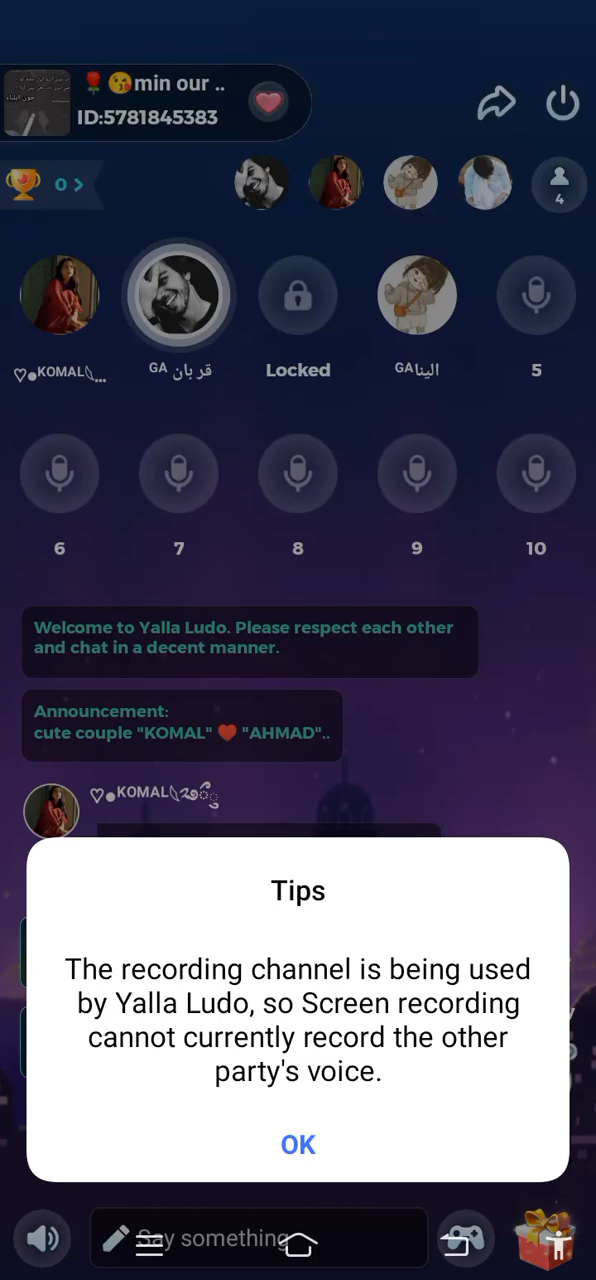 🌹😘min our ..
ID:5781845383
0 >
4
♡●KOMAL...
قر بان GA
Locked
الینا GA
5
6
7
8
9
10
Welcome to Yalla Ludo. Please respect each other
and chat in a decent manner.
Announcement:
cute couple "KOMAL" ❤️ "AHMAD"..
♡●KOMAL
Tips
The recording channel is being used
by Yalla Ludo, so Screen recording
cannot currently record the other
party's voice.
OK
Say something